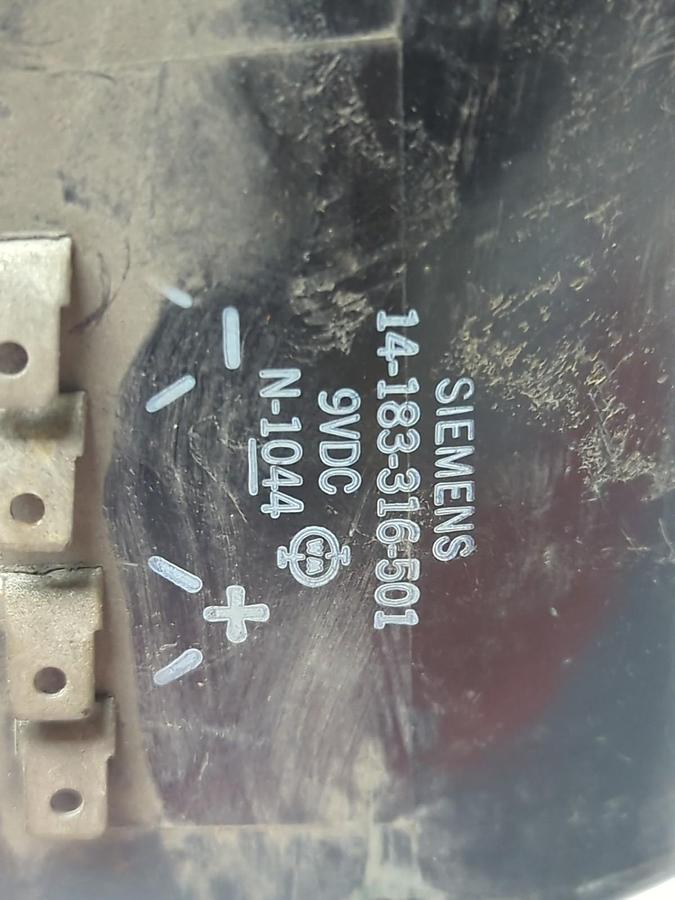 SIEMENS
14-183-316-501
9VDC
N-1044
- +